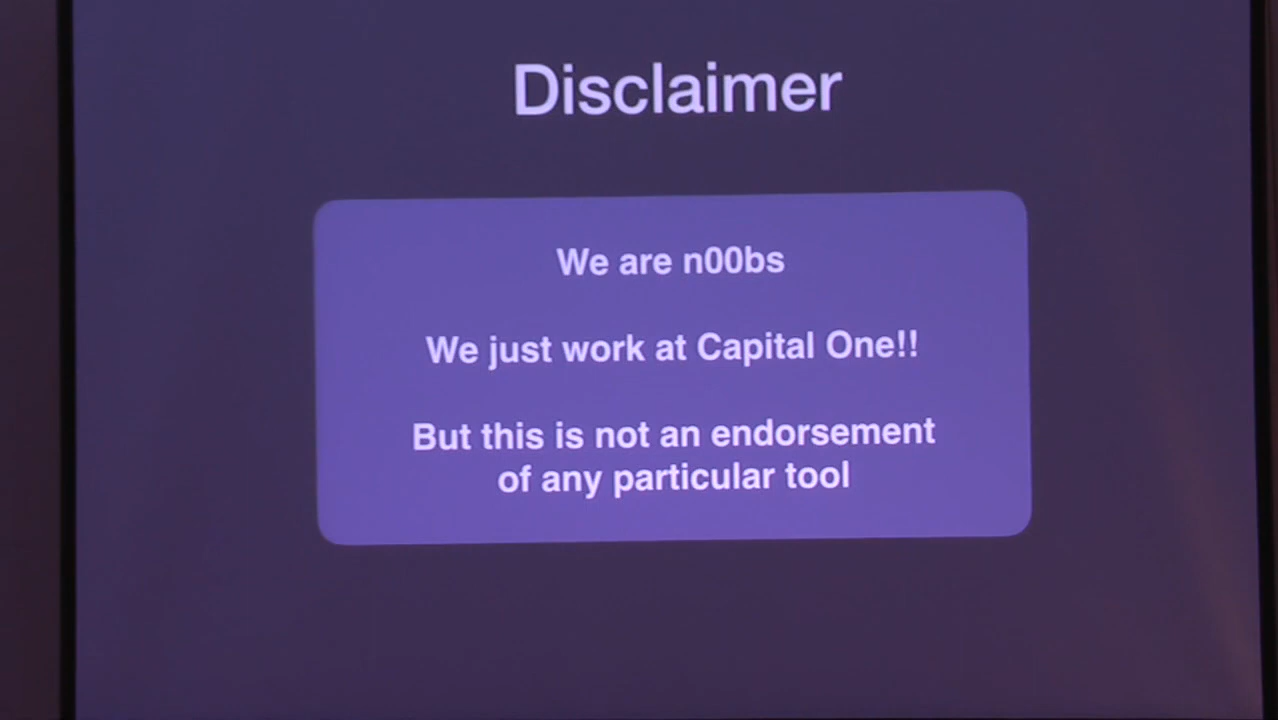 Disclaimer
We are n00bs
We just work at Capital One!!
But this is not an endorsement
of any particular tool